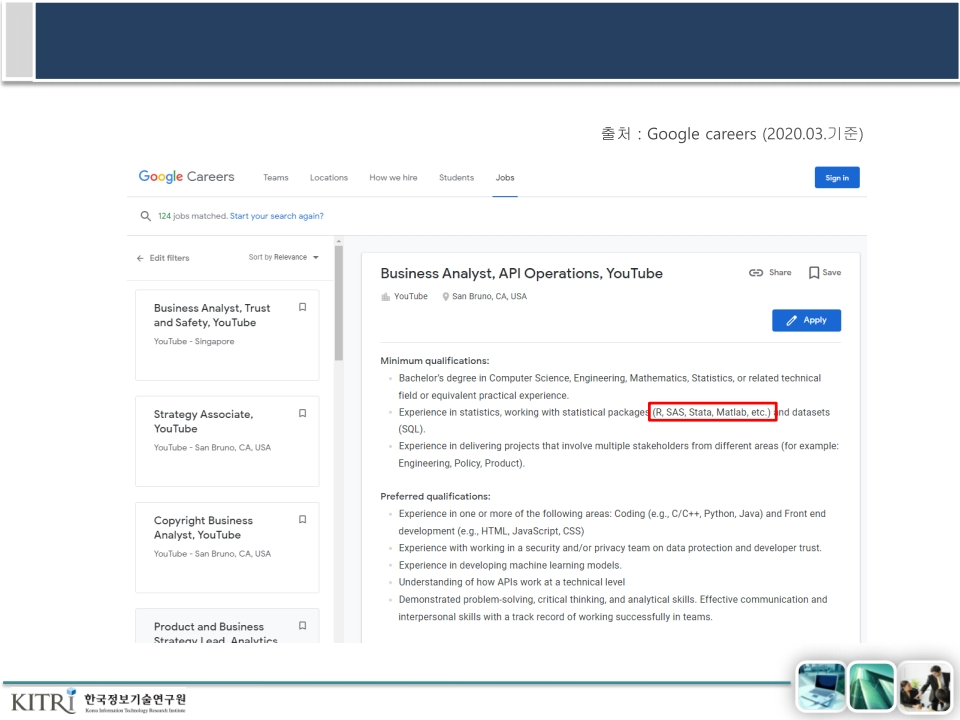 출처 : Google careers (2020.03.기준)
Google Careers Teams Locations How we hire Students Jobs Sign in
124 jobs matched. Start your search again?
Edit filters Sort by Relevance
Business Analyst, Trust
and Safety, YouTube
YouTube - Singapore
Strategy Associate,
YouTube
YouTube - San Bruno, CA, USA
Copyright Business
Analyst, YouTube
YouTube - San Bruno, CA, USA
Product and Business
Strategy Lead, Analytics
Business Analyst, API Operations, YouTube
Share Save
YouTube San Bruno, CA, USA
Apply
Minimum qualifications:
Bachelor's degree in Computer Science, Engineering, Mathematics, Statistics, or related technical
field or equivalent practical experience.
Experience in statistics, working with statistical packages (R, SAS, Stata, Matlab, etc.) and datasets
(SQL).
Experience in delivering projects that involve multiple stakeholders from different areas (for example:
Engineering, Policy, Product).
Preferred qualifications:
Experience in one or more of the following areas: Coding (e.g., C/C++, Python, Java) and Front end
development (e.g., HTML, JavaScript, CSS)
Experience with working in a security and/or privacy team on data protection and developer trust.
Experience in developing machine learning models.
Understanding of how APIs work at a technical level
Demonstrated problem-solving, critical thinking, and analytical skills. Effective communication and
interpersonal skills with a track record of working successfully in teams.
KITRI 한국정보기술연구원
Korea Information Technology Research Institute